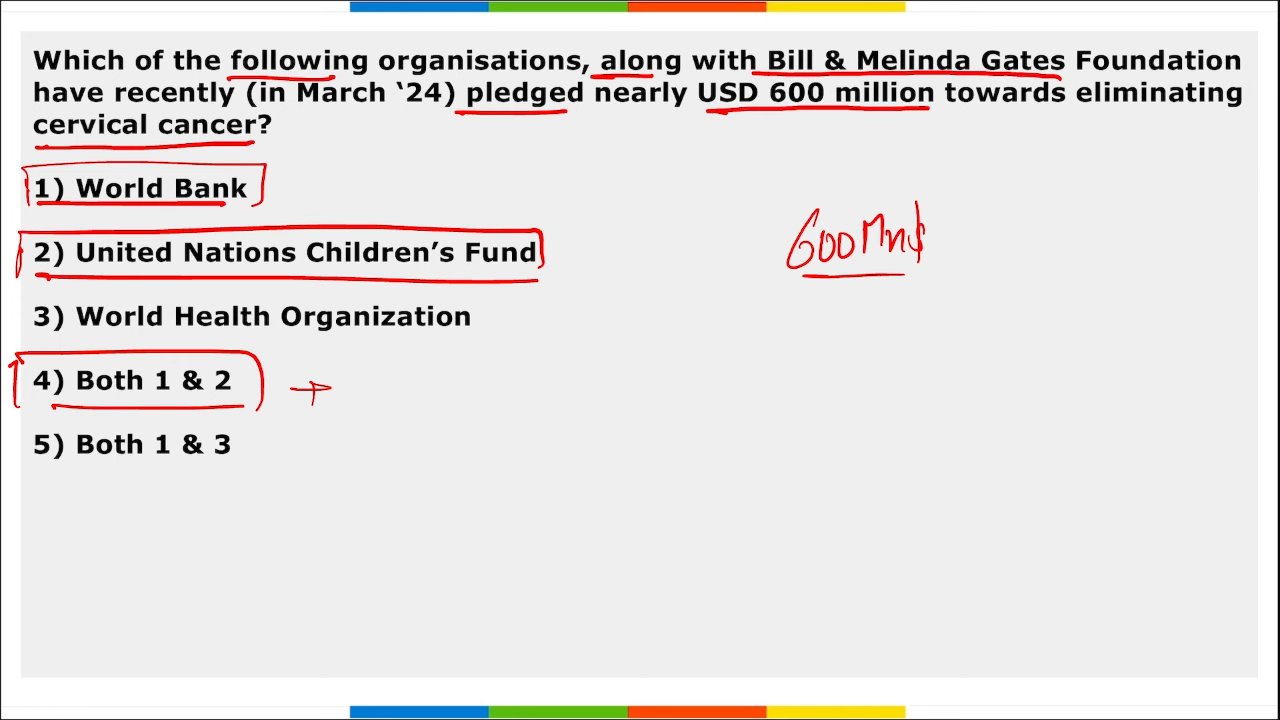 Which of the following organisations, along with Bill & Melinda Gates Foundation
have recently (in March ‘24) pledged nearly USD 600 million towards eliminating
cervical cancer?
1) World Bank
2) United Nations Children’s Fund
600Mn$
3) World Health Organization
4) Both 1 & 2
5) Both 1 & 3